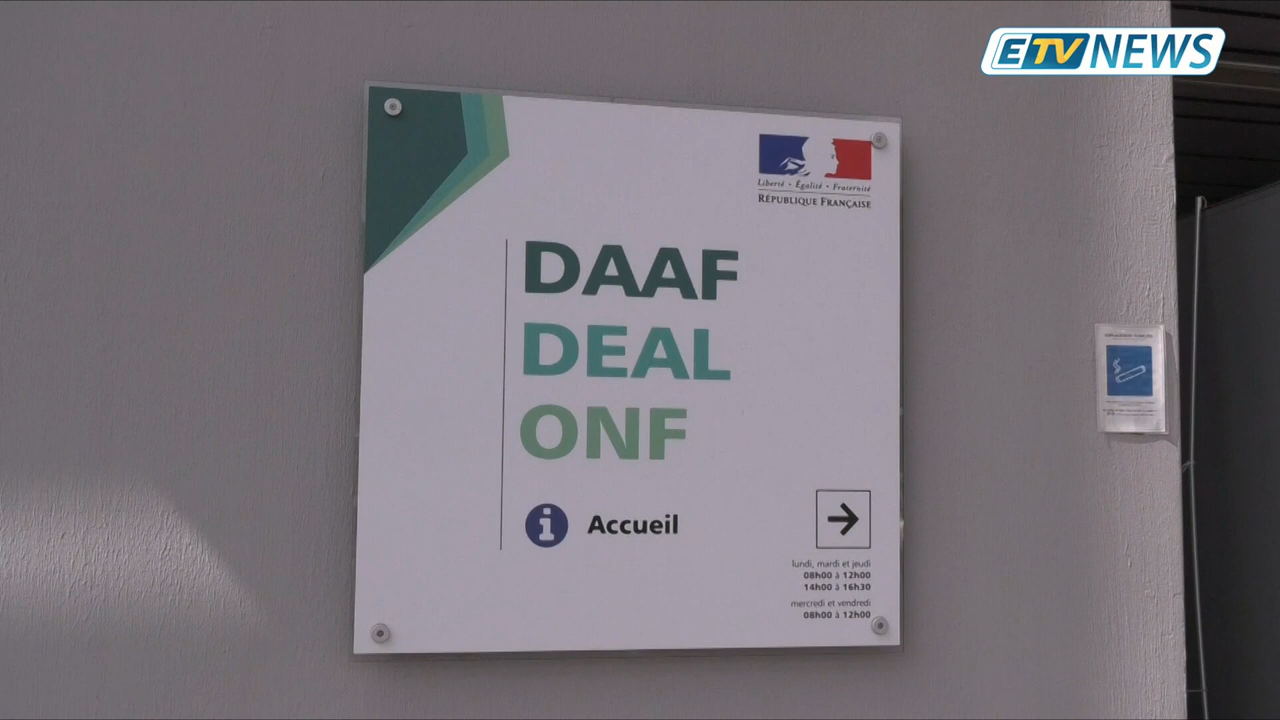 ETV NEWS
Liberté • Égalité • Fraternité
RÉPUBLIQUE FRANÇAISE
DAAF
DEAL
ONF
i Accueil
lundi, mardi et jeudi
08h00 à 12h00
14h00 à 16h30
mercredi et vendredi
08h00 à 12h00